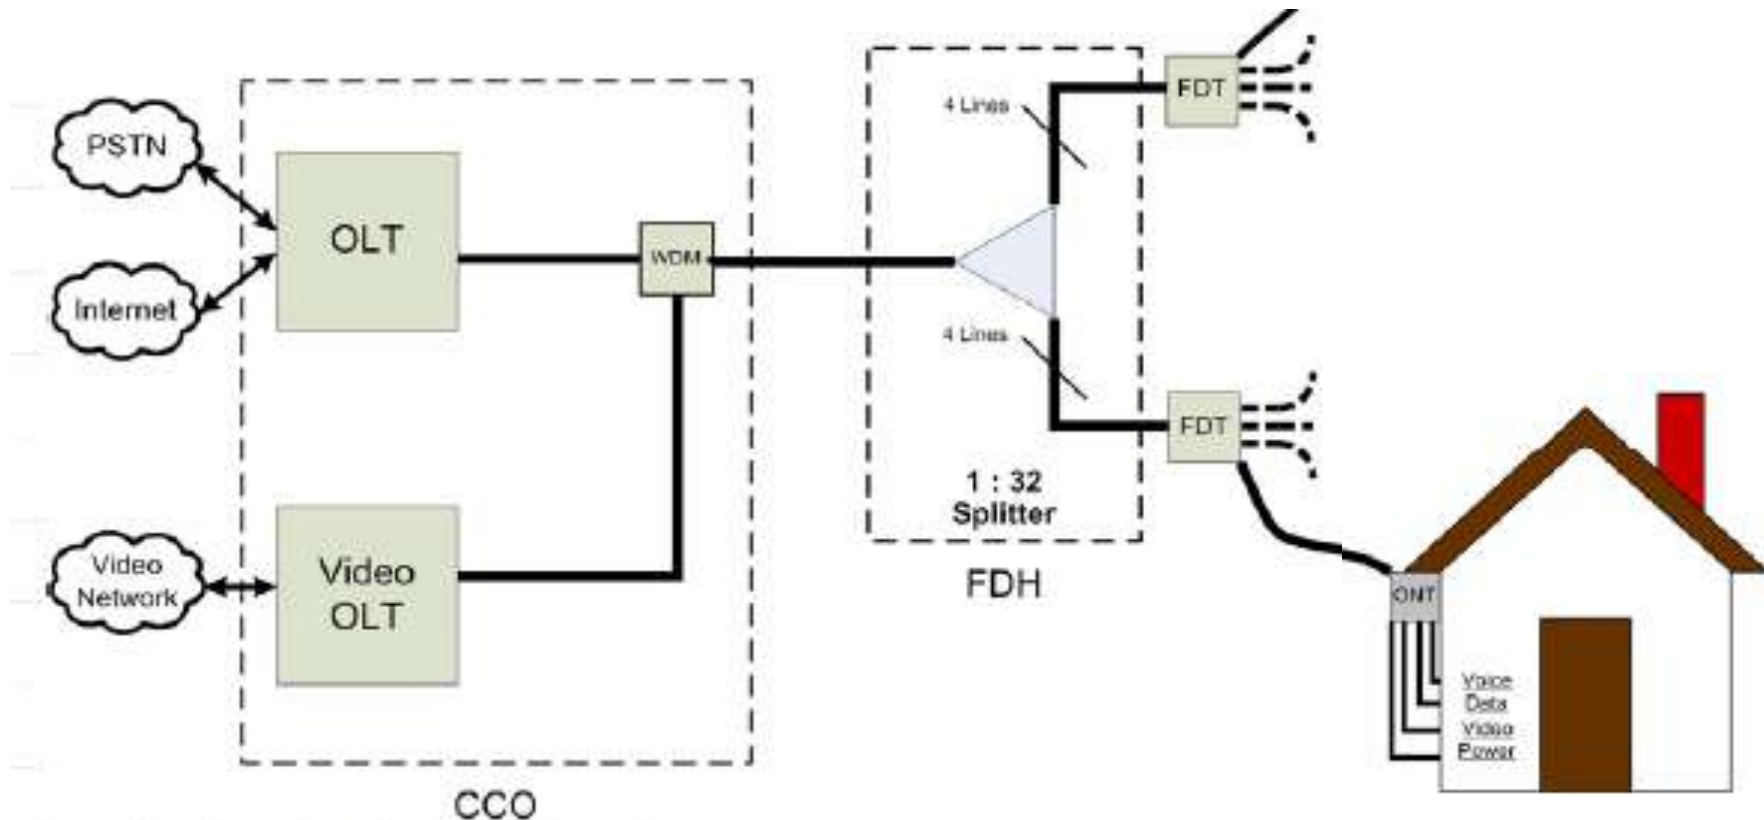 PSTN
Internet
Video
Network
OLT
Video
OLT
WDM
CCO
4 Lines
4 Lines
1 : 32
Splitter
FDH
FDT
FDT
ONT
Voice
Data
Video
Power